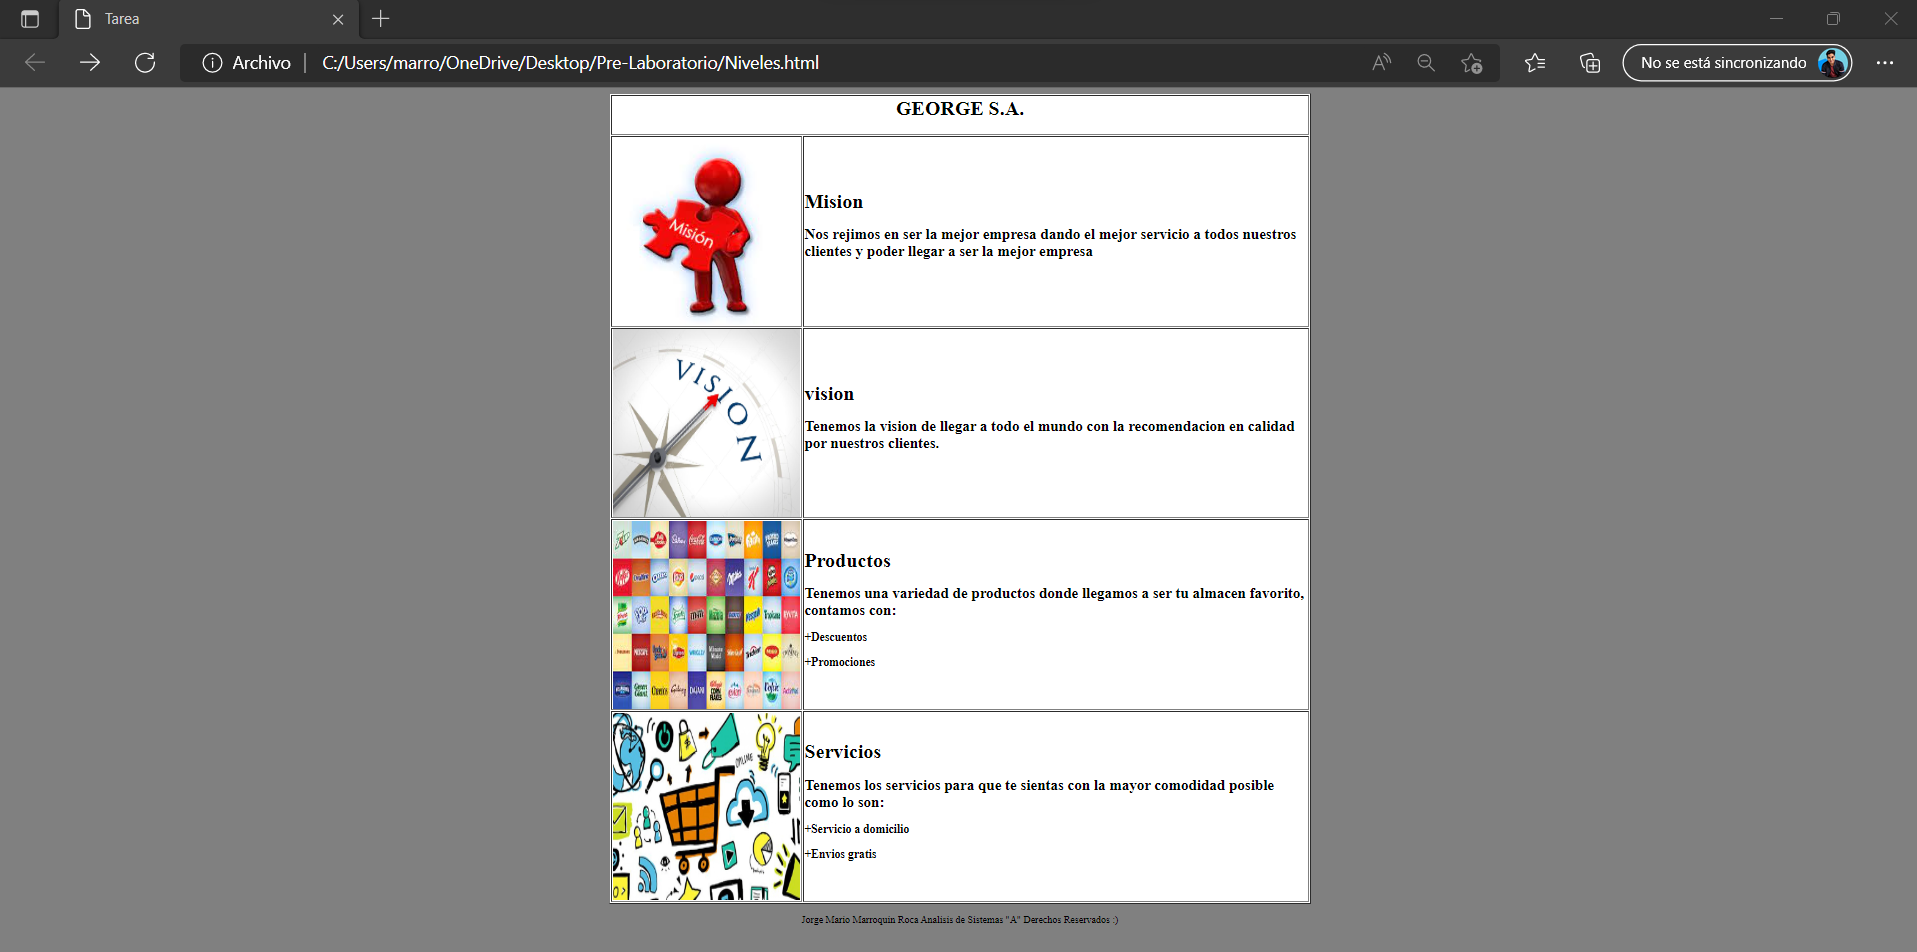 Tarea
Archivo
C:/Users/marro/OneDrive/Desktop/Pre-Laboratorio/Niveles.html
No se está sincronizando
GEORGE S.A.
Misión
Mision
Nos rejimos en ser la mejor empresa dando el mejor servicio a todos nuestros
clientes y poder llegar a ser la mejor empresa
VISION
vision
Tenemos la vision de llegar a todo el mundo con la recomendacion en calidad
por nuestros clientes.
Productos
Tenemos una variedad de productos donde llegamos a ser tu almacen favorito,
contamos con:
+Descuentos
+Promociones
ONLINE
Servicios
Tenemos los servicios para que te sientas con la mayor comodidad posible
como lo son:
+Servicio a domicilio
+Envios gratis
Jorge Mario Marroquin Roca Analisis de Sistemas "A" Derechos Reservados :)